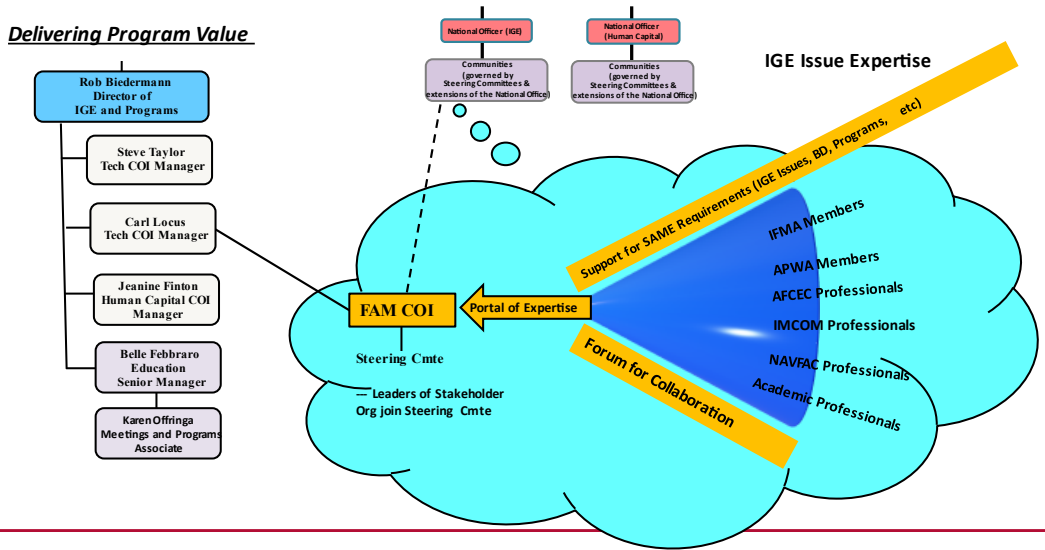 Delivering Program Value
Rob Biedermann
Director of
IGE and Programs
Steve Taylor
Tech COI Manager
Carl Locus
Tech COI Manager
Jeanine Finton
Human Capital COI
Manager
Belle Febbraro
Education
Senior Manager
Karen Offringa
Meetings and Programs
Associate
National Officer (IGE)
Communities
(governed by
Steering Committees &
extensions of the National Office)
National Officer
(Human Capital)
Communities
(governed by
Steering Committees &
extensions of the National Office)
IGE Issue Expertise
Support for SAME Requirements (IGE Issues, BD, Programs, etc)
FAM COI
Portal of Expertise
Steering Cmte
— Leaders of Stakeholder
Org join Steering Cmte
Forum for Collaboration
IFMA Members
APWA Members
AFCEC Professionals
IMCOM Professionals
NAVFAC Professionals
Academic Professionals